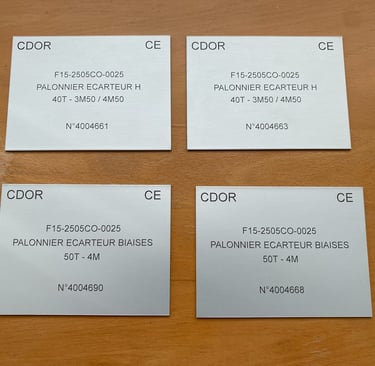 CDOR CE
F15-2505CO-0025
PALONNIER ECARTEUR H
40T - 3M50 / 4M50
N°4004661
CDOR CE
F15-2505CO-0025
PALONNIER ECARTEUR H
40T - 3M50 / 4M50
N°4004663
CDOR CE
F15-2505CO-0025
PALONNIER ECARTEUR BIAISES
50T - 4M
N°4004690
CDOR CE
F15-2505CO-0025
PALONNIER ECARTEUR BIAISES
50T - 4M
N°4004668